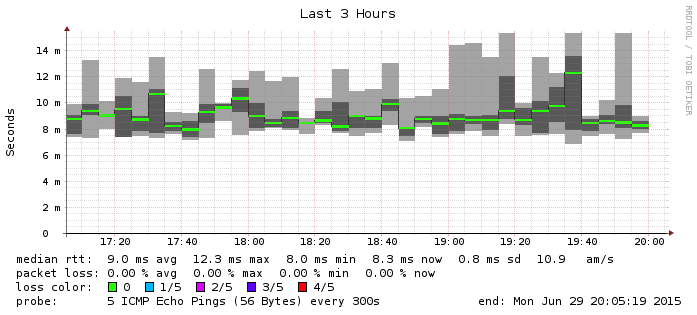 Last 3 Hours
RRDTOOL / TOBI OETIKER
Seconds
14 m
12 m
10 m
8 m
6 m
4 m
2 m
0
17:20 17:40 18:00 18:20 18:40 19:00 19:20 19:40 20:00
median rtt: 9.0 ms avg 12.3 ms max 8.0 ms min 8.3 ms now 0.8 ms sd 10.9 am/s
packet loss: 0.00 % avg 0.00 % max 0.00 % min 0.00 % now
loss color: 0 1/5 2/5 3/5 4/5
probe: 5 ICMP Echo Pings (56 Bytes) every 300s end: Mon Jun 29 20:05:19 2015